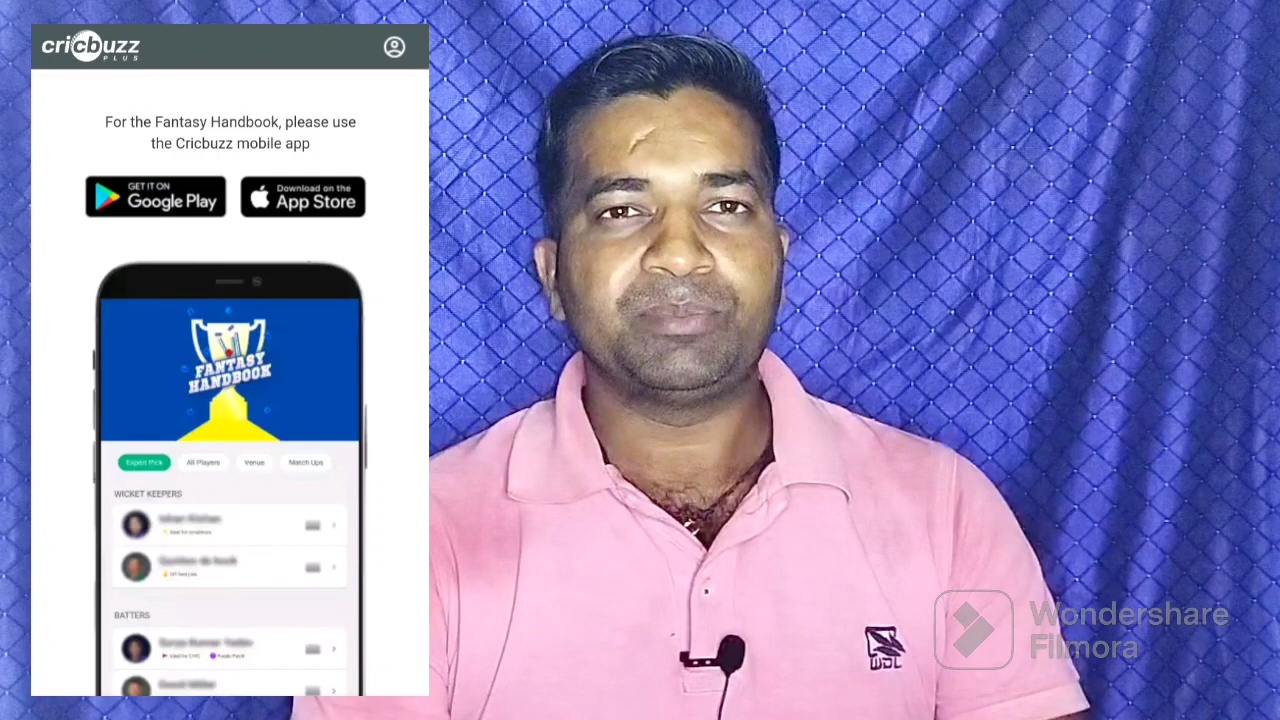 cricbuzz
PLUS
For the Fantasy Handbook, please use
the Cricbuzz mobile app
GET IT ON
Google Play
Download on the
App Store
FANTASY
HANDBOOK
Expert Pick
All Players
Venue
Match Ups
WICKET KEEPERS
BATTERS
WDC
Wondershare
Filmora